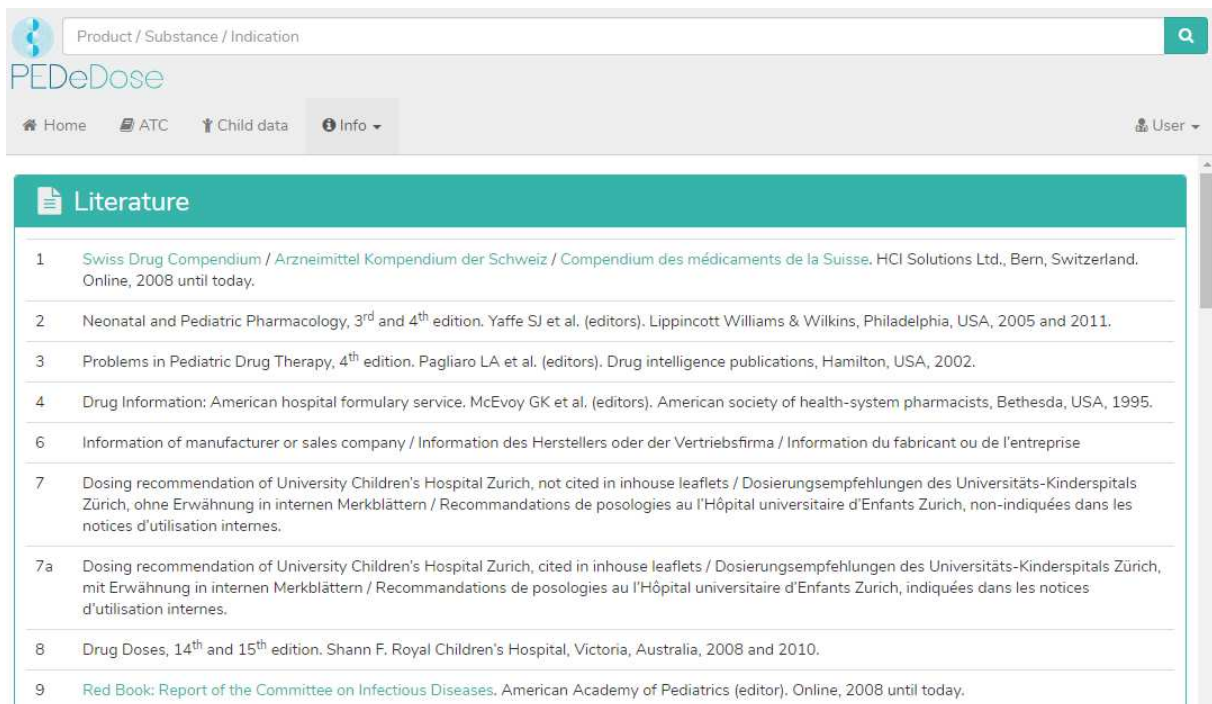 Product / Substance / Indication
PEDeDose
Home ATC Child data Info User
Literature
1 Swiss Drug Compendium / Arzneimittel Kompendium der Schweiz / Compendium des médicaments de la Suisse. HCI Solutions Ltd., Bern, Switzerland.
Online, 2008 until today.
2 Neonatal and Pediatric Pharmacology, 3rd and 4th edition. Yaffe SJ et al. (editors). Lippincott Williams & Wilkins, Philadelphia, USA, 2005 and 2011.
3 Problems in Pediatric Drug Therapy, 4th edition. Pagliaro LA et al. (editors). Drug intelligence publications, Hamilton, USA, 2002.
4 Drug Information: American hospital formulary service. McEvoy GK et al. (editors). American society of health-system pharmacists, Bethesda, USA, 1995.
6 Information of manufacturer or sales company / Information des Herstellers oder der Vertriebsfirma / Information du fabricant ou de l'entreprise
7 Dosing recommendation of University Children's Hospital Zurich, not cited in inhouse leaflets / Dosierungsempfehlungen des Universitäts-Kinderspitals
Zürich, ohne Erwähnung in internen Merkblättern / Recommandations de posologies au l'Hôpital universitaire d'Enfants Zurich, non-indiquées dans les
notices d'utilisation internes.
7a Dosing recommendation of University Children's Hospital Zurich, cited in inhouse leaflets / Dosierungsempfehlungen des Universitäts-Kinderspitals Zürich,
mit Erwähnung in internen Merkblättern / Recommandations de posologies au l'Hôpital universitaire d'Enfants Zurich, indiquées dans les notices
d'utilisation internes.
8 Drug Doses, 14th and 15th edition. Shann F. Royal Children's Hospital, Victoria, Australia, 2008 and 2010.
9 Red Book: Report of the Committee on Infectious Diseases. American Academy of Pediatrics (editor). Online, 2008 until today.